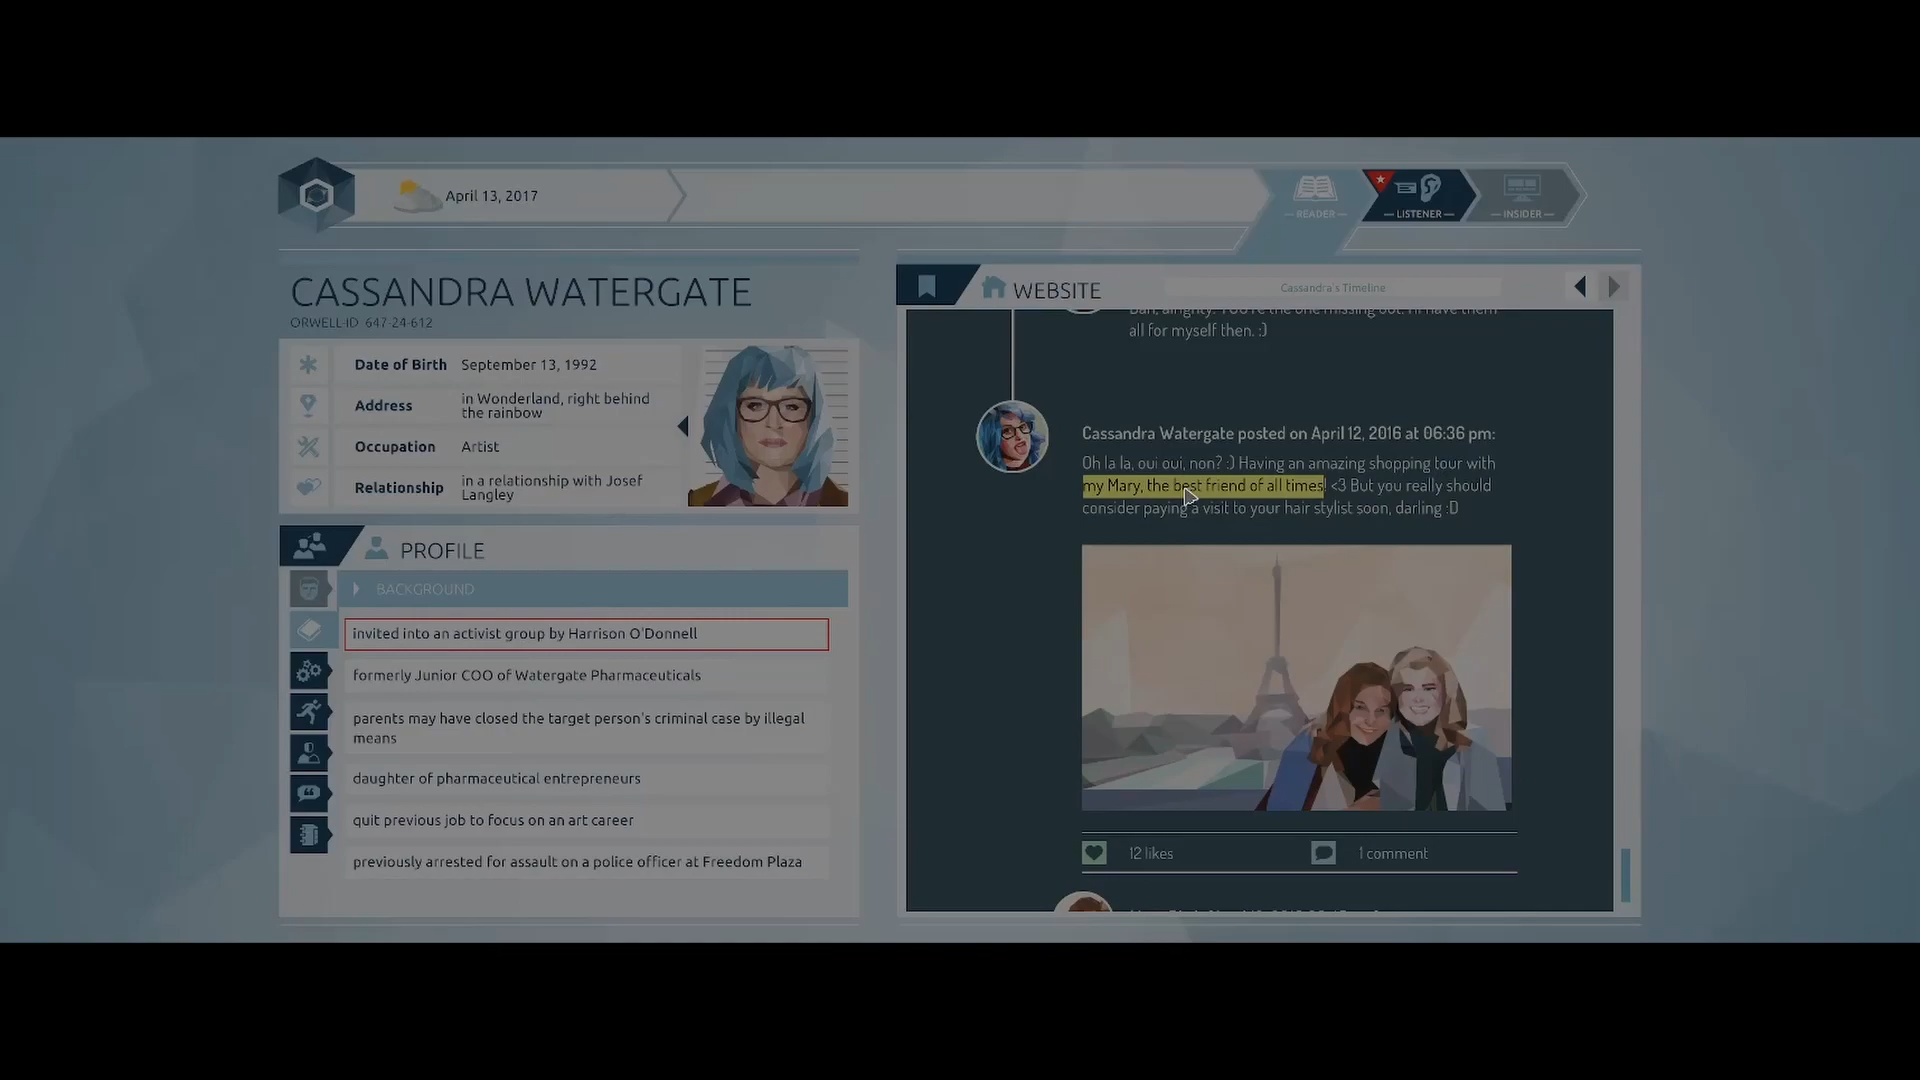 April 13, 2017
— READER —
— LISTENER —
— INSIDER —
CASSANDRA WATERGATE
ORWELL-ID 647-24-612
Date of Birth September 13, 1992
Address in Wonderland, right behind
the rainbow
Occupation Artist
Relationship in a relationship with Josef
Langley
PROFILE
BACKGROUND
invited into an activist group by Harrison O'Donnell
formerly Junior COO of Watergate Pharmaceuticals
parents may have closed the target person's criminal case by illegal
means
daughter of pharmaceutical entrepreneurs
quit previous job to focus on an art career
previously arrested for assault on a police officer at Freedom Plaza
WEBSITE
Cassandra's Timeline
all for myself then. :)
Cassandra Watergate posted on April 12, 2016 at 06:36 pm:
Oh la la, oui oui, non? :) Having an amazing shopping tour with
my Mary, the best friend of all times! <3 But you really should
consider paying a visit to your hair stylist soon, darling :D
12 likes
1 comment